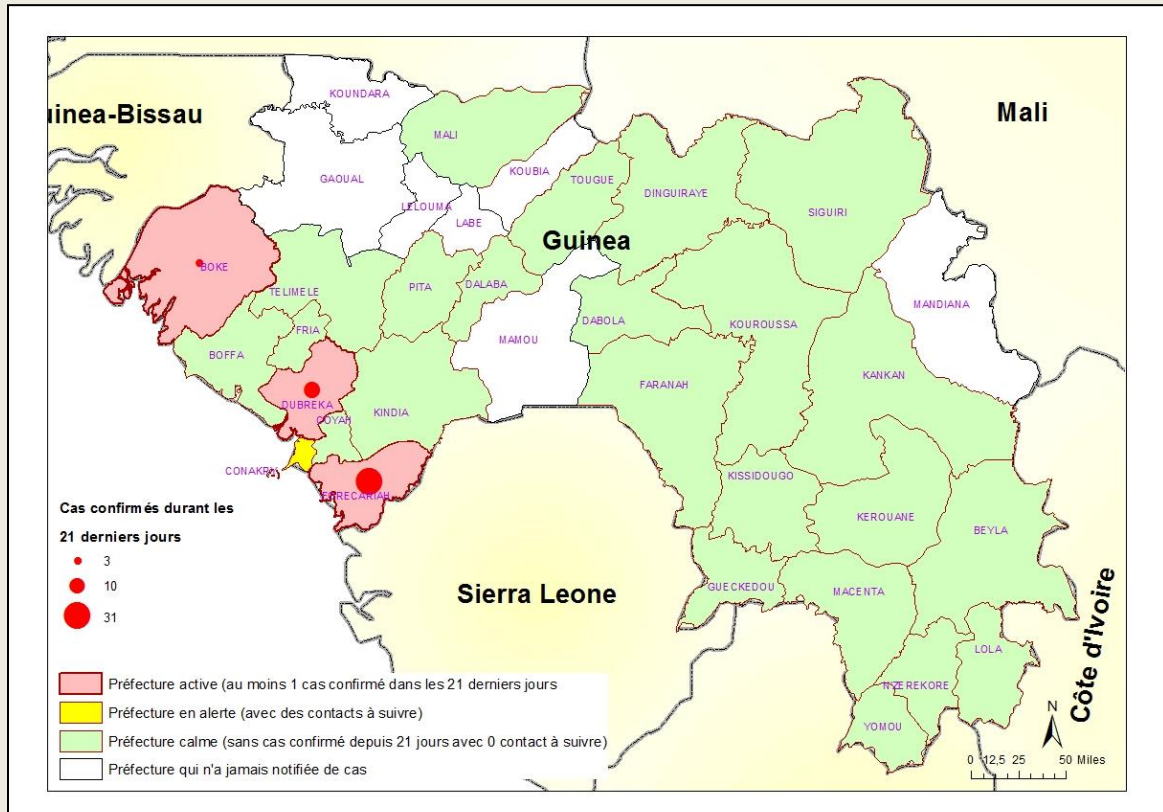 KOUNDARA
uinea-Bissau
Mali
MALI
KOUBIA
GAOUAL
TOUGUE
DINGUIRAYE
LELOUMA
LABE
SIGUIRI
Guinea
BOKE
TELIMELE
PITA
DALABA
MANDIANA
DABOLA
KOUROUSSA
FRIA
MAMOU
BOFFA
KANKAN
FARANAH
DUBREKA
KINDIA
COYAH
CONAKRY
KISSIDOUGO
Cas confirmés durant les
21 derniers jours
3
10
31
KEROUANE
BEYLA
Sierra Leone
GUECKEDOU
MACENTA
LOLA
Côte d'Ivoire
N'ZEREKORE
YOMOU
N
0 12,5 25 50 Miles
Préfecture active (au moins 1 cas confirmé dans les 21 derniers jours
Préfecture en alerte (avec des contacts à suivre)
Préfecture calme (sans cas confirmé depuis 21 jours avec 0 contact à suivre)
Préfecture qui n'a jamais notifiée de cas